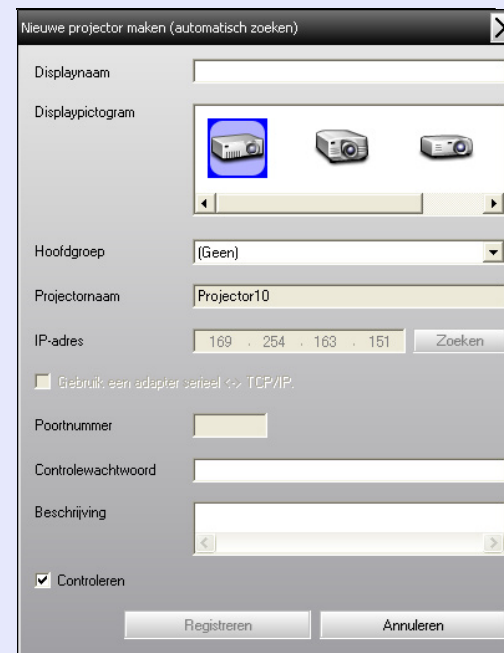 Nieuwe projector maken (automatisch zoeken)
Displaynaam
Displaypictogram
Hoofdgroep (Geen)
Projectornaam Projector10
IP-adres 169 . 254 . 163 . 151 Zoeken
Gebruik een adapter serieel <-> TCP/IP.
Poortnummer
Controlewachtwoord
Beschrijving
Controleren
Registreren Annuleren